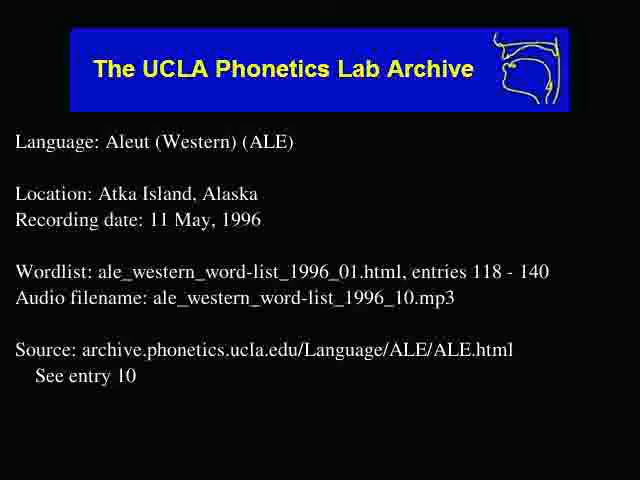 The UCLA Phonetics Lab Archive
Language: Aleut (Western) (ALE)
Location: Atka Island, Alaska
Recording date: 11 May, 1996
Wordlist: ale_western_word-list_1996_01.html, entries 118 - 140
Audio filename: ale_western_word-list_1996_10.mp3
Source: archive.phonetics.ucla.edu/Language/ALE/ALE.html
See entry 10